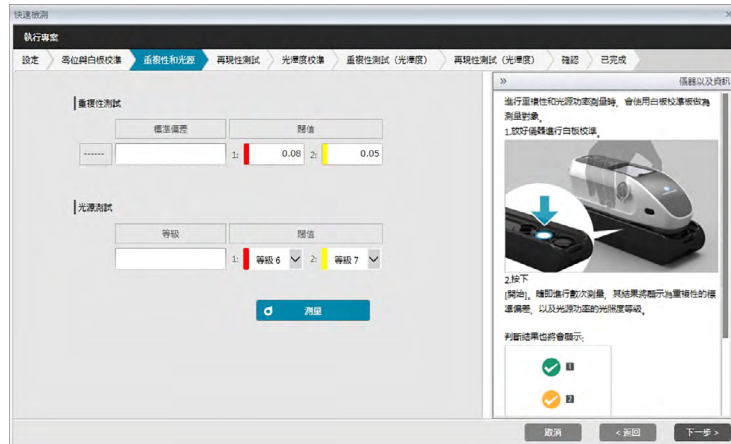 快速檢測
執行專案
設定 零位與白板校準 重複性和光源 再現性測試 光澤度校準 重複性測試（光澤度） 再現性測試（光澤度） 確認 已完成
重複性測試
標準偏差 閾值
------ 1: 0.08 2: 0.05
光源測試
等級 閾值
1: 等級 6 2: 等級 7
測量
» 儀器以及資訊
進行重複性和光源功率測量時，會使用白板校準板做為
測量對象。
1.放好儀器進行白板校準。
2.按下
[開始]。隨即進行數次測量，其結果將顯示為重複性的標
準偏差，以及光源功率的光照度等級。
判斷結果也將會顯示：
1
2
取消 < 返回 下一步 >